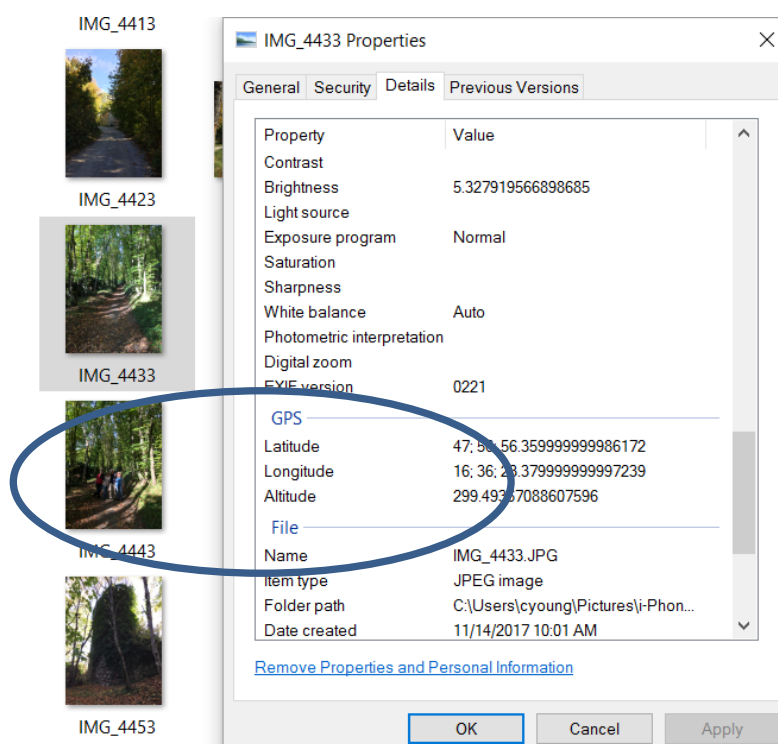 IMG_4413
IMG_4423
IMG_4433
IMG_4443
IMG_4453
IMG_4433 Properties
General Security Details Previous Versions
Property Value
Contrast
Brightness 5.327919566898685
Light source
Exposure program Normal
Saturation
Sharpness
White balance Auto
Photometric interpretation
Digital zoom
EXIF version 0221
GPS
Latitude 47; 56.359999999986172
Longitude 16; 36; 23.379999999997239
Altitude 299.49367088607596
File
Name IMG_4433.JPG
Item type JPEG image
Folder path C:\Users\cyoung\Pictures\i-Phon...
Date created 11/14/2017 10:01 AM
Remove Properties and Personal Information
OK Cancel Apply